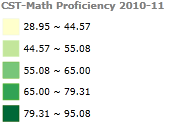 CST-Math Proficiency 2010-11
28.95 ~ 44.57
44.57 ~ 55.08
55.08 ~ 65.00
65.00 ~ 79.31
79.31 ~ 95.08